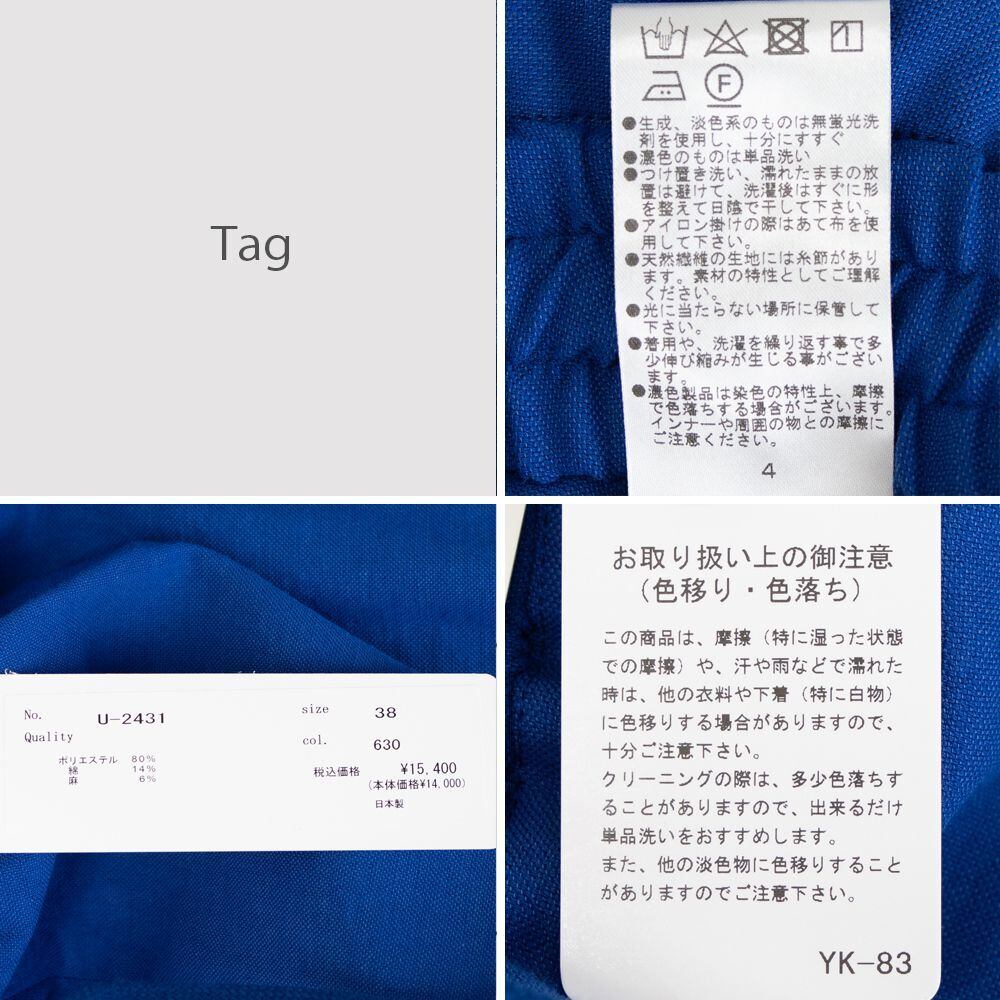 Tag
F
●生成、淡色系のものは無蛍光洗
剤を使用し、十分にすすぐ
●濃色のものは単品洗い
●つけ置き洗い、濡れたままの放
置は避けて、洗濯後はすぐに形
を整えて日陰で干して下さい。
●アイロン掛けの際はあて布を使
用して下さい。
●天然繊維の生地には糸節があり
ます。素材の特性としてご理解
ください。
●光に当たらない場所に保管して
下さい。
●着用や、洗濯を繰り返す事で多
少伸び縮みが生じる事がござい
ます。
●濃色製品は染色の特性上、摩擦
で色落ちする場合がございます。
インナーや周囲の物との摩擦に
ご注意ください。
4
No. U-2431
Quality
ポリエステル 80%
綿 14%
麻 6%
size 38
col. 630
税込価格 ¥15,400
(本体価格¥14,000)
日本製
お取り扱い上の御注意
(色移り・色落ち)
この商品は、摩擦（特に湿った状態
での摩擦）や、汗や雨などで濡れた
時は、他の衣料や下着（特に白物）
に色移りする場合がありますので、
十分ご注意下さい。
クリーニングの際は、多少色落ちす
ることがありますので、出来るだけ
単品洗いをおすすめします。
また、他の淡色物に色移りすること
がありますのでご注意下さい。
YK-83